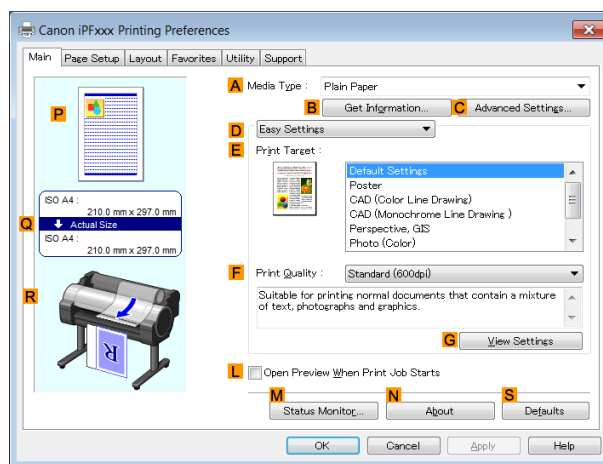 Canon iPFxxx Printing Preferences
Main Page Setup Layout Favorites Utility Support
A Media Type : Plain Paper
B Get Information... C Advanced Settings...
D Easy Settings
E Print Target :
Default Settings
Poster
CAD (Color Line Drawing)
CAD (Monochrome Line Drawing )
Perspective, GIS
Photo (Color)
F Print Quality : Standard (600dpi)
Suitable for printing normal documents that contain a mixture
of text, photographs and graphics.
G View Settings
L Open Preview When Print Job Starts
M Status Monitor... N About S Defaults
P
ISO A4 :
210.0 mm x 297.0 mm
Q Actual Size
ISO A4 :
210.0 mm x 297.0 mm
R
R
OK Cancel Apply Help